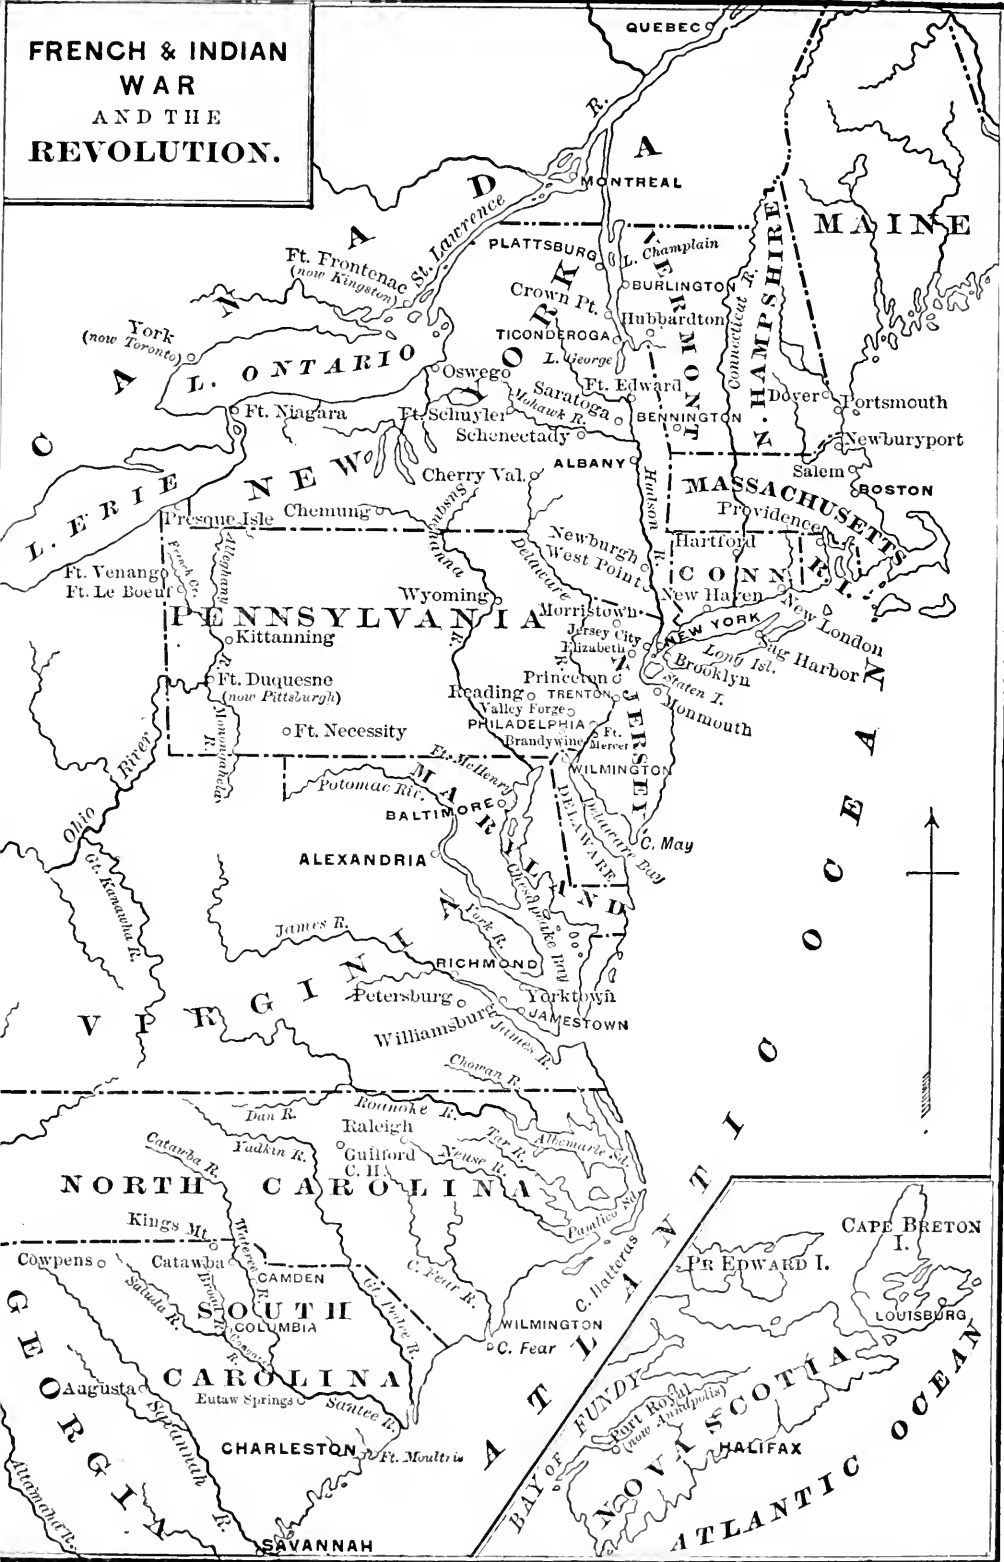 FRENCH & INDIAN
WAR
AND THE
REVOLUTION.
QUEBEC
R.
MONTREAL
CANADA
St. Lawrence
MAINE
PLATTSBURG
L. Champlain
VERMONT
N. HAMPSHIRE
Connecticut R.
Ft. Frontenac
(now Kingston)
BURLINGTON
Crown Pt.
Hubbardton
York
(now Toronto)
TICONDEROGA
L. George
L. ONTARIO
Oswego
NEW YORK
Ft. Edward
Saratoga
Dover
Portsmouth
Ft. Niagara
Ft. Schuyler
Mohawk R.
BENNINGTON
Schenectady
Newburyport
ALBANY
Salem
Cherry Val.
Hudson R.
MASSACHUSETTS
BOSTON
L. ERIE
Presque Isle
Chemung
Susquehanna R.
Providence
Newburgh
West Point
Hartford
French Cr.
Alleghany R.
Delaware R.
CONN.
R. I.
Ft. Venango
Ft. Le Boeuf
Wyoming
New Haven
New London
PENNSYLVANIA
Morristown
NEW YORK
Jersey City
Elizabeth
Long Isl.
Sag Harbor
Kittanning
Brooklyn
Staten I.
Ft. Duquesne
(now Pittsburgh)
Princeton
Reading
TRENTON
Monmouth
Valley Forge
N. JERSEY
Monongahela R.
Ft. Necessity
PHILADELPHIA
Ft. Mercer
Brandywine
Ohio River
WILMINGTON
Ft. McHenry
MARYLAND
Potomac Riv.
BALTIMORE
DELAWARE
Delaware Bay
C. May
ALEXANDRIA
Gt. Kanawha R.
Chesapeake Bay
James R.
York R.
RICHMOND
VIRGINIA
Petersburg
Yorktown
Williamsburg
JAMESTOWN
James R.
Chowan R.
Dan R.
Roanoke R.
Raleigh
Albemarle Sd.
Tar R.
Catawba R.
Yadkin R.
Guilford
C. H.
Neuse R.
NORTH CAROLINA
Pamlico Sd.
Kings Mt.
Wateree R.
C. Hatteras
Cowpens
Catawba
CAMDEN
C. Fear R.
Saluda R.
Broad R.
Gt. Pedee R.
SOUTH CAROLINA
COLUMBIA
WILMINGTON
C. Fear
GEORGIA
Augusta
Eutaw Springs
Santee R.
Savannah R.
CHARLESTON
Ft. Moultrie
Altamaha R.
SAVANNAH
ATLANTIC OCEAN
CAPE BRETON
I.
PR EDWARD I.
LOUISBURG
BAY OF FUNDY
Port Royal
(now Annapolis)
NOVA SCOTIA
HALIFAX
ATLANTIC OCEAN